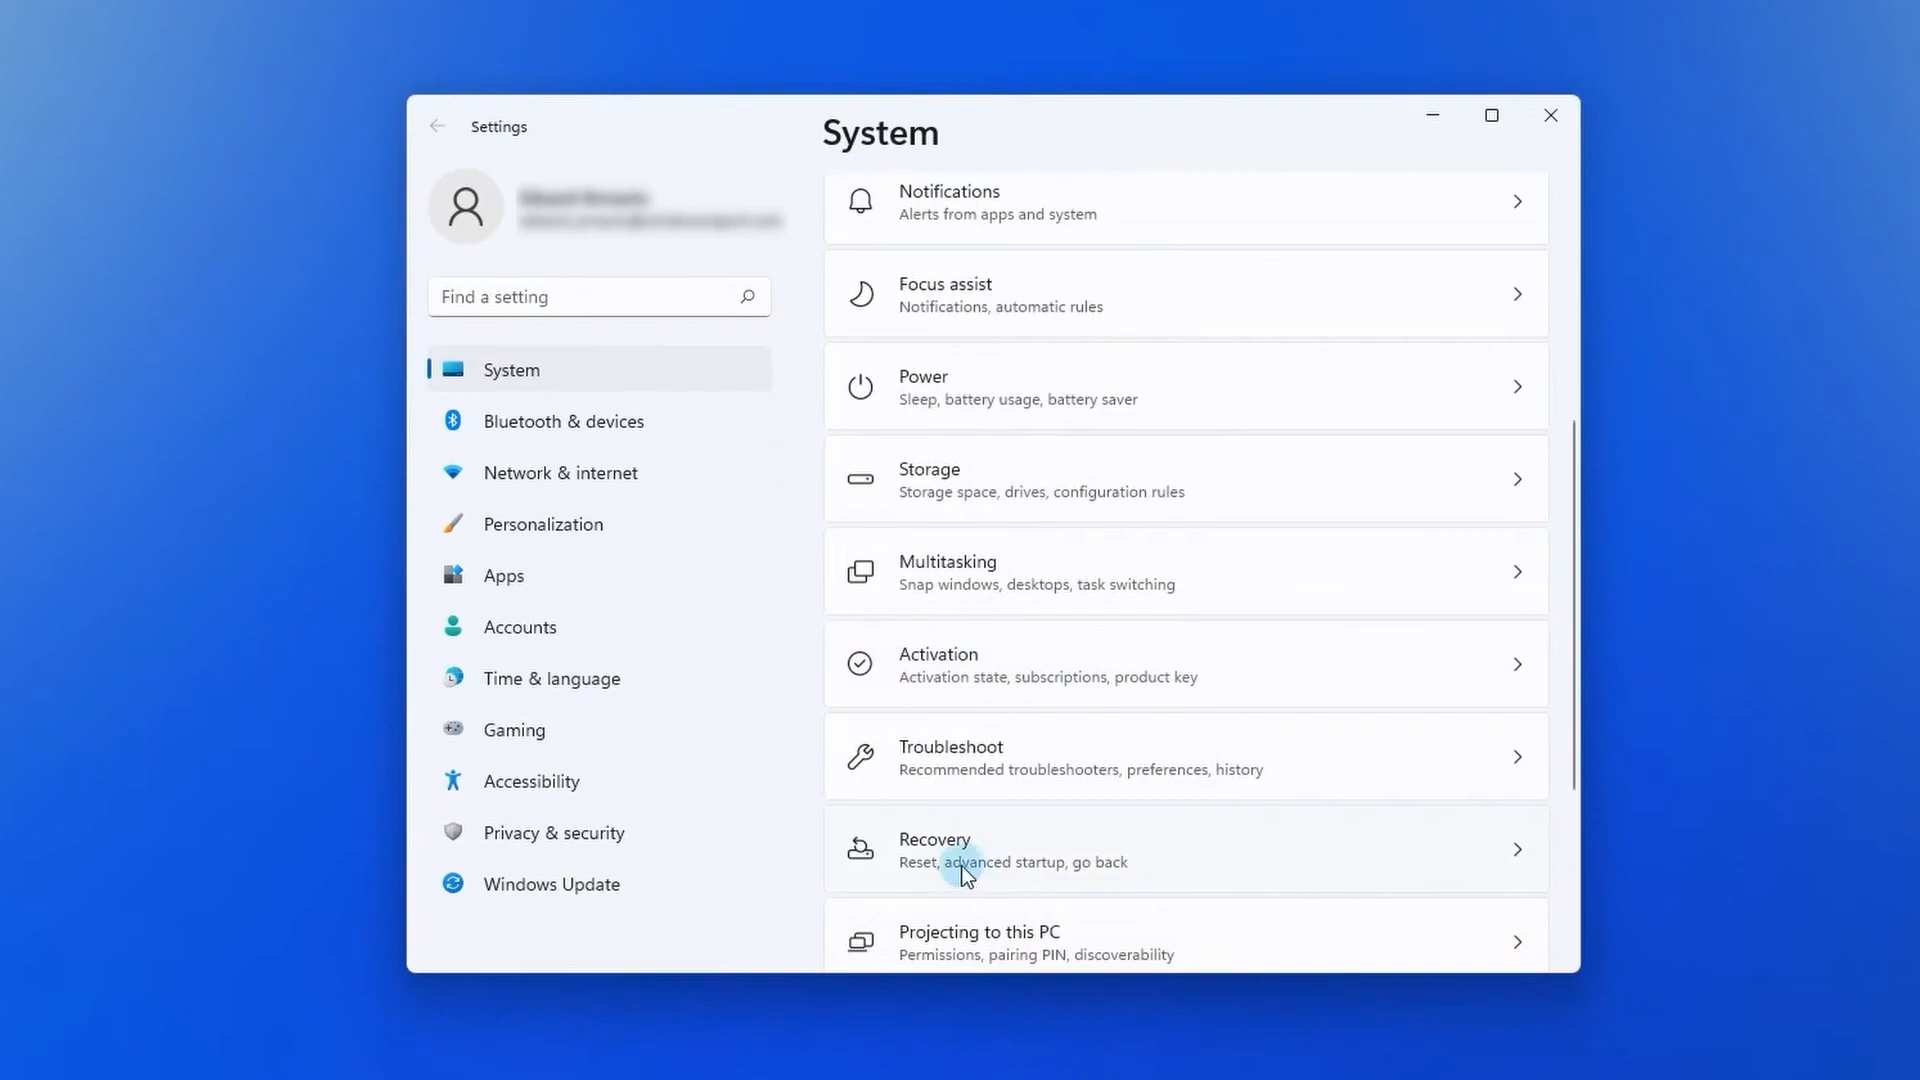 Settings
System
Find a setting
System
Bluetooth & devices
Network & internet
Personalization
Apps
Accounts
Time & language
Gaming
Accessibility
Privacy & security
Windows Update
Notifications
Alerts from apps and system
Focus assist
Notifications, automatic rules
Power
Sleep, battery usage, battery saver
Storage
Storage space, drives, configuration rules
Multitasking
Snap windows, desktops, task switching
Activation
Activation state, subscriptions, product key
Troubleshoot
Recommended troubleshooters, preferences, history
Recovery
Reset, advanced startup, go back
Projecting to this PC
Permissions, pairing PIN, discoverability